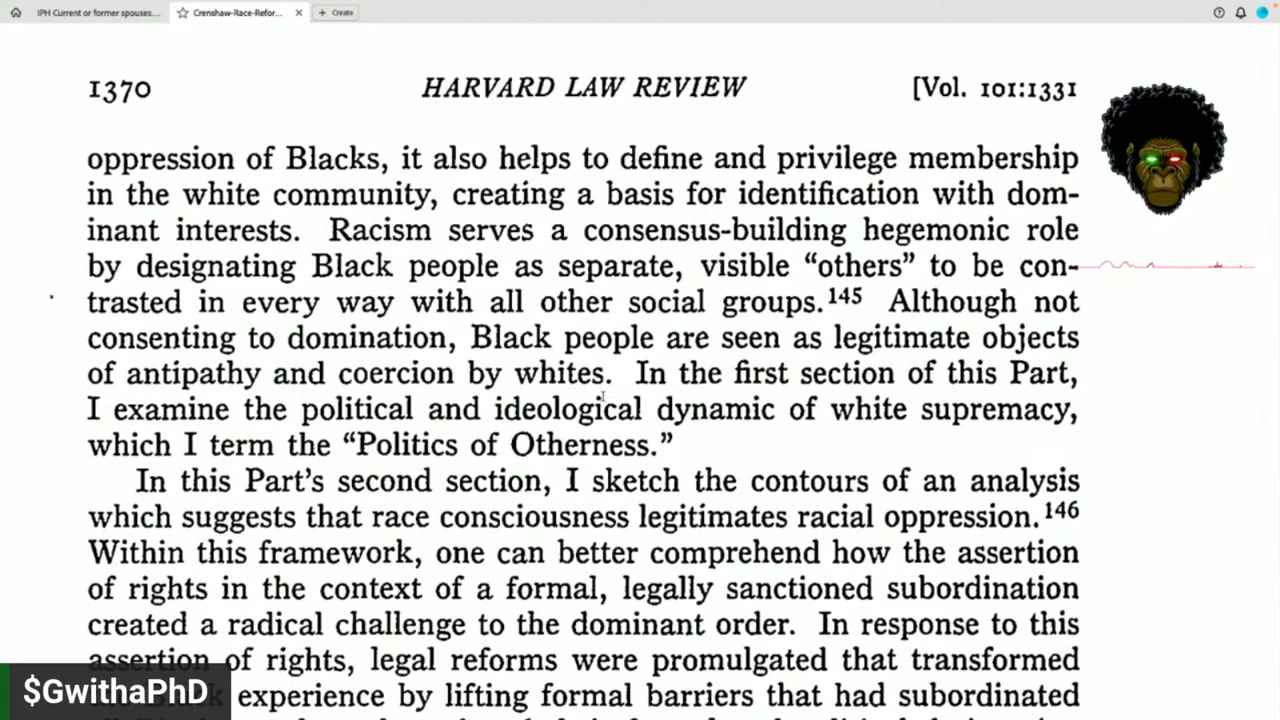 IPH Current or former spouses...
Crenshaw-Race-Refor...
+ Create
1370 HARVARD LAW REVIEW [Vol. 101:1331
oppression of Blacks, it also helps to define and privilege membership
in the white community, creating a basis for identification with dom-
inant interests. Racism serves a consensus-building hegemonic role
by designating Black people as separate, visible “others” to be con-
trasted in every way with all other social groups.145 Although not
consenting to domination, Black people are seen as legitimate objects
of antipathy and coercion by whites. In the first section of this Part,
I examine the political and ideological dynamic of white supremacy,
which I term the “Politics of Otherness.”
In this Part’s second section, I sketch the contours of an analysis
which suggests that race consciousness legitimates racial oppression.146
Within this framework, one can better comprehend how the assertion
of rights in the context of a formal, legally sanctioned subordination
created a radical challenge to the dominant order. In response to this
assertion of rights, legal reforms were promulgated that transformed
experience by lifting formal barriers that had subordinated
$GwithaPhD